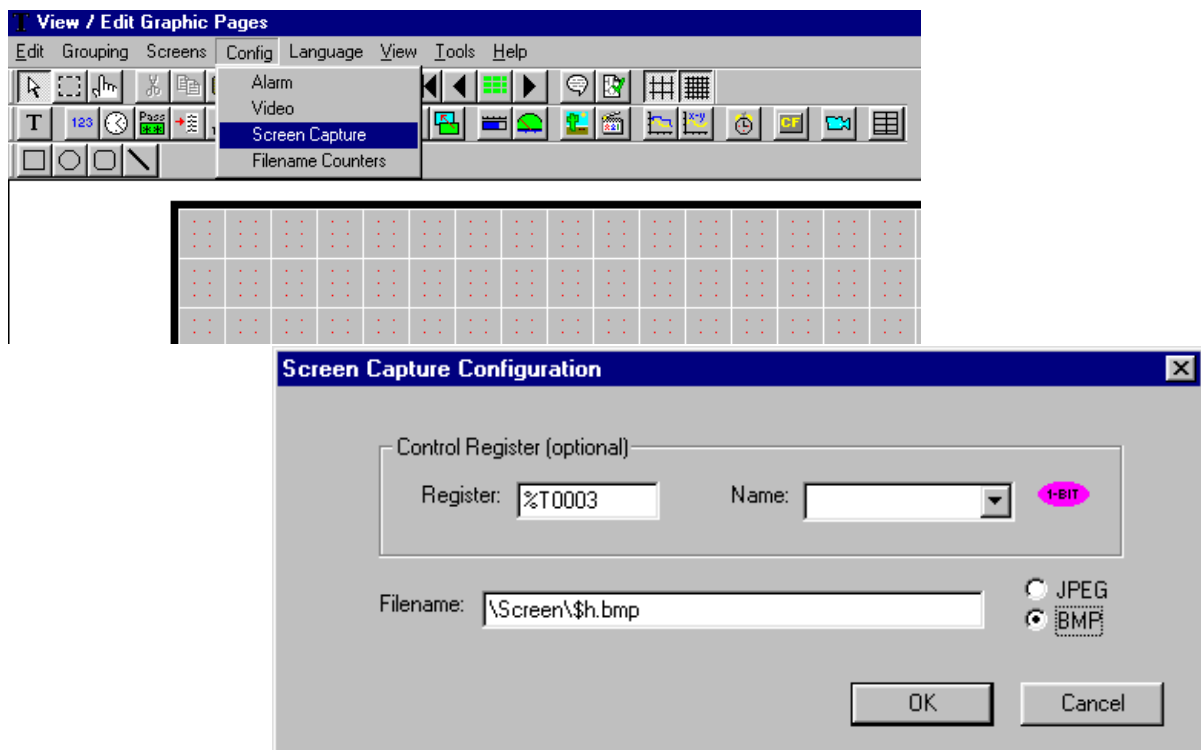 View / Edit Graphic Pages
Edit Grouping Screens Config Language View Tools Help
Alarm
Video
Screen Capture
Filename Counters
T 123 Pass ** x-y CF
Screen Capture Configuration
Control Register (optional)
Register: %T0003 Name: 1-BIT
Filename: \Screen\$h.bmp
JPEG
BMP
OK Cancel